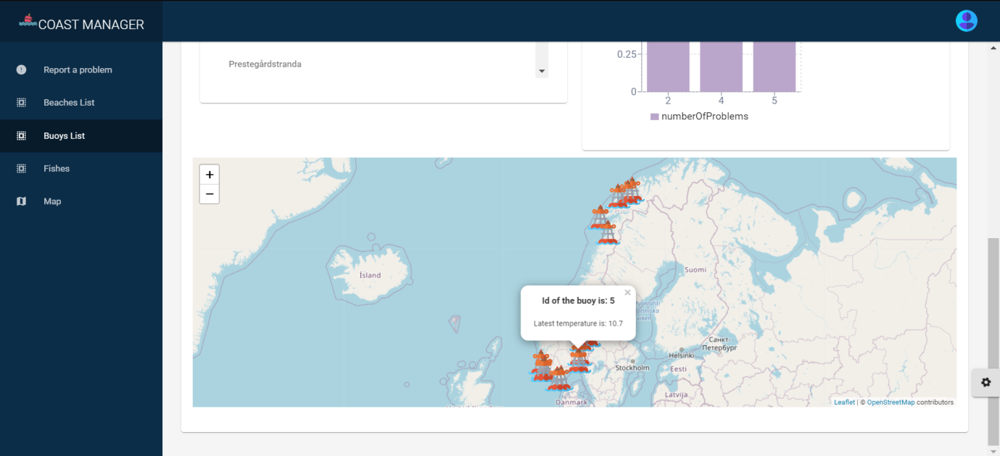 COAST MANAGER
Report a problem
Beaches List
Buoys List
Fishes
Map
Prestegårdstranda
0.25
0
2 4 5
numberOfProblems
+
−
Ísland
Suomi
×
Id of the buoy is: 5
Latest temperature is: 10.7
Санкт-
Петербург
Helsinki
Stockholm
Eesti
Latvija
Danmark
Leaflet | © OpenStreetMap contributors